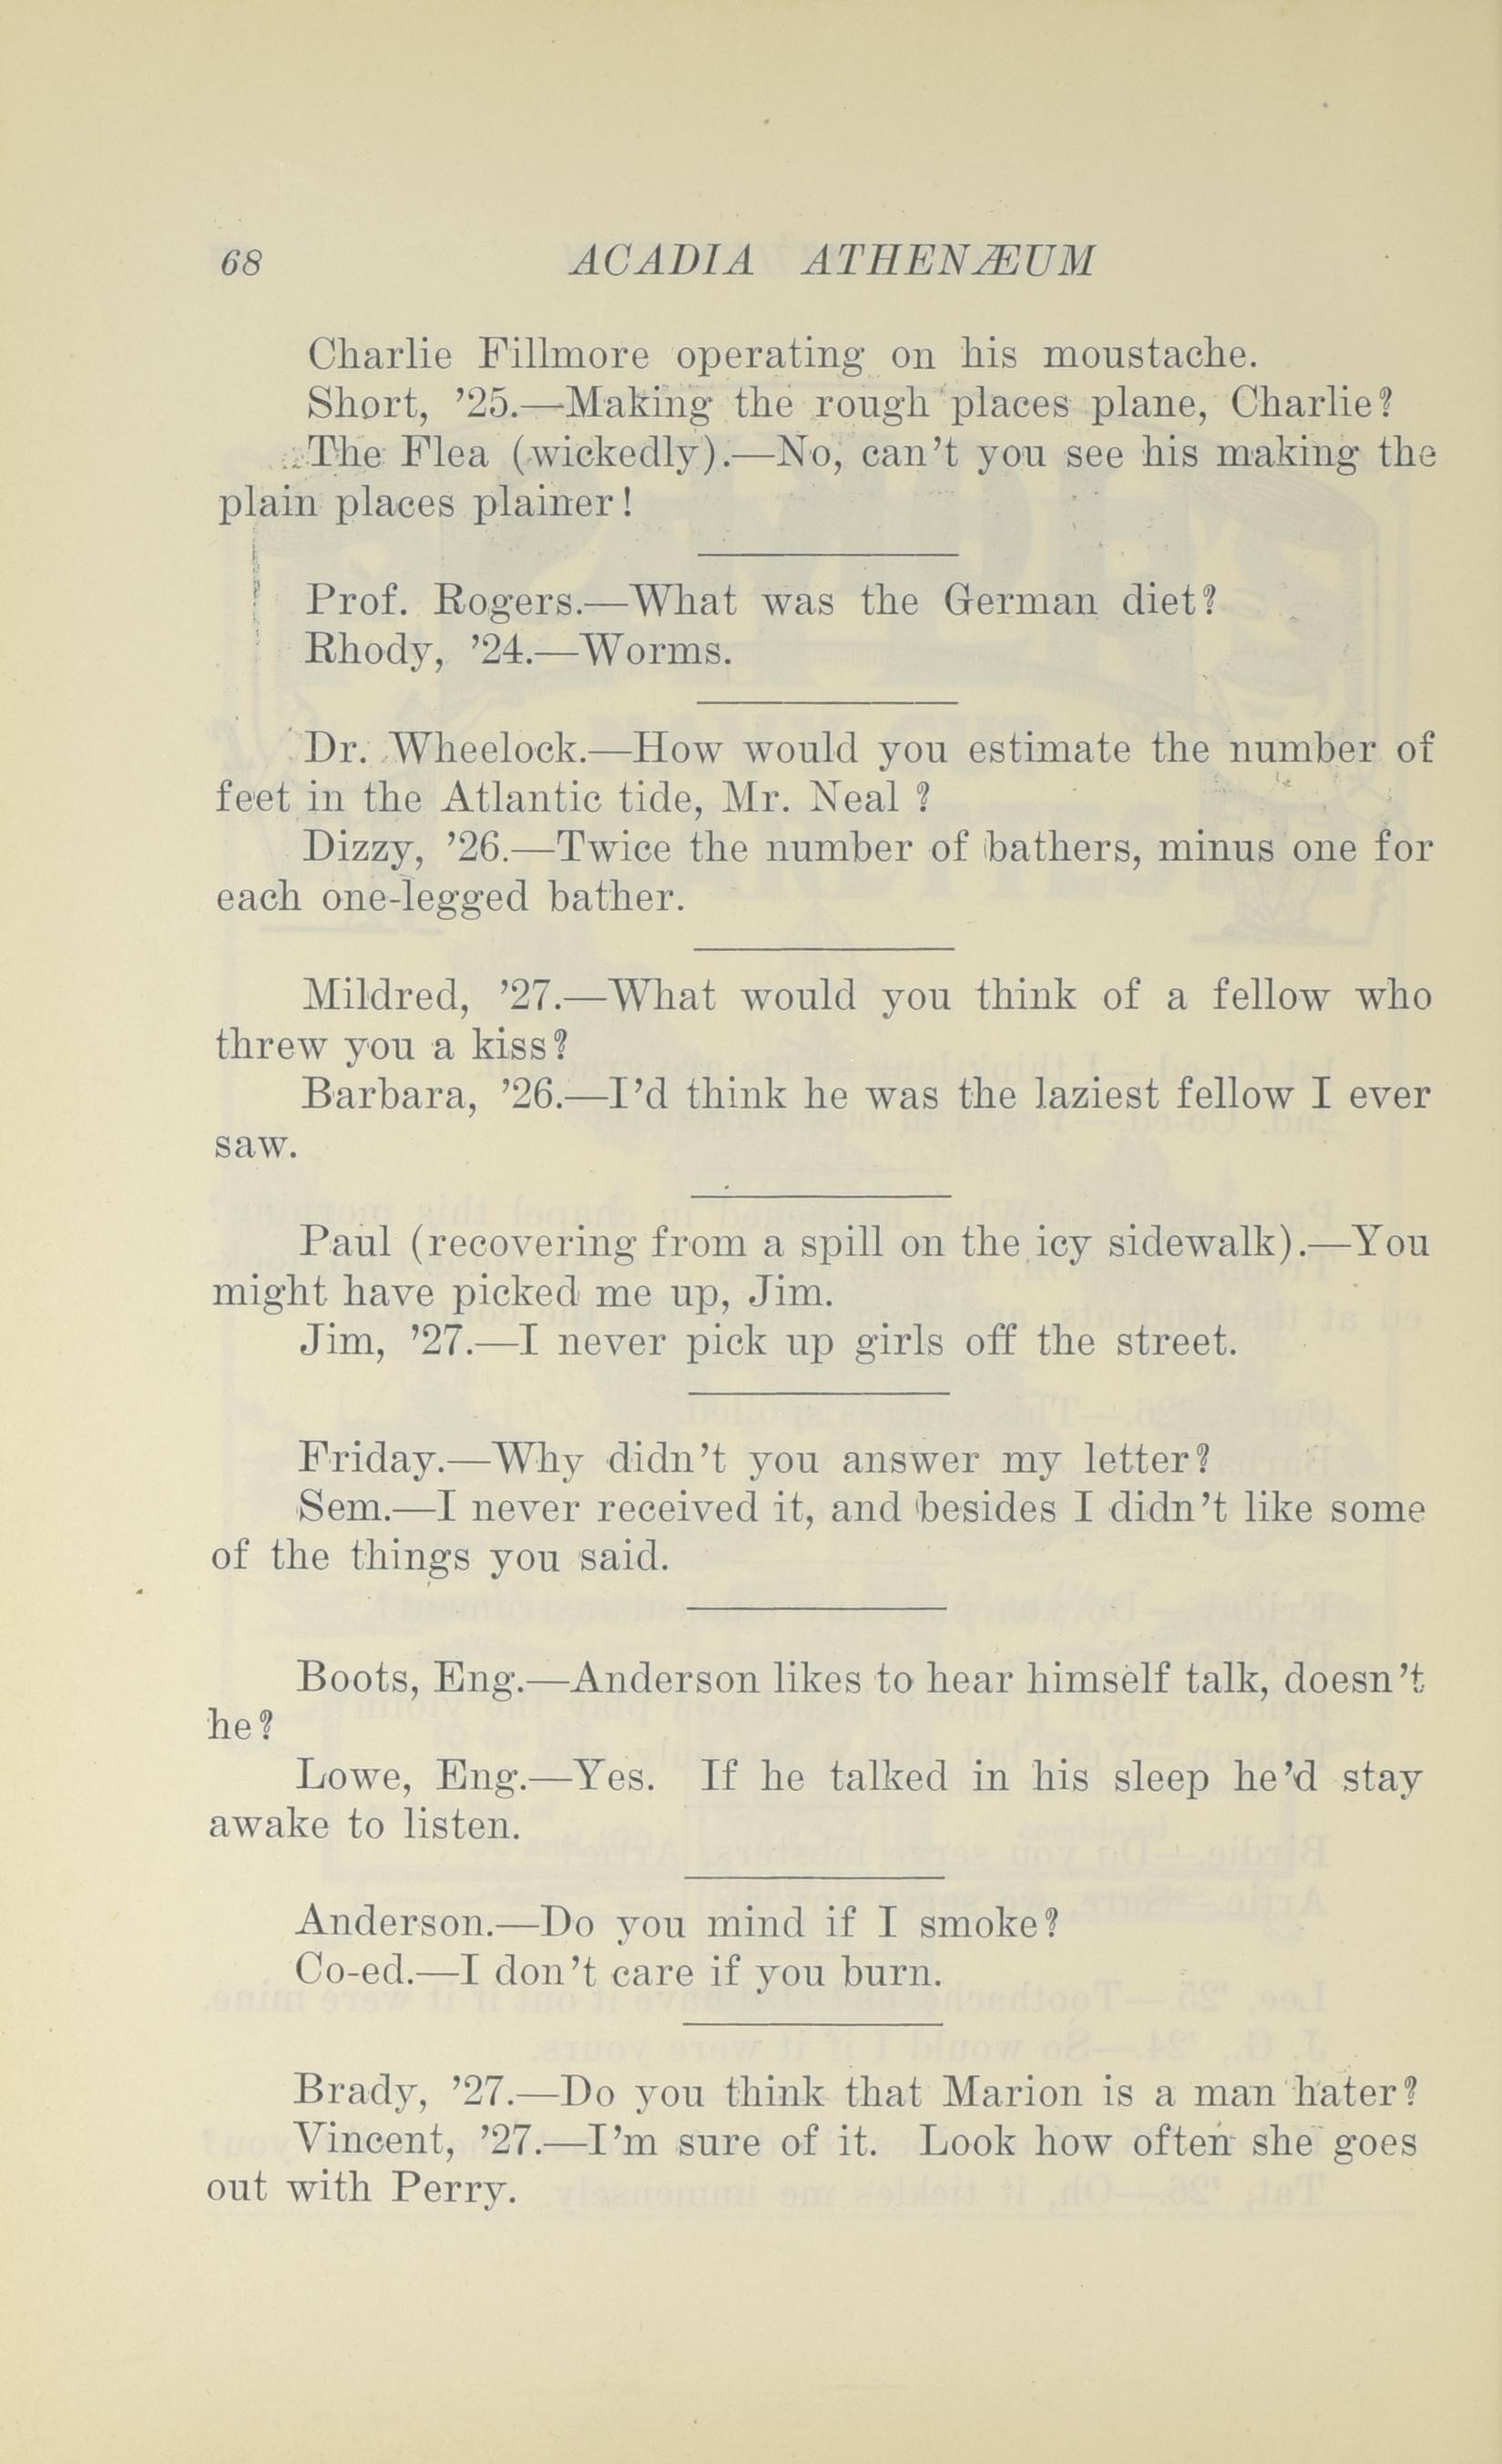 68 ACADIA ATHENÆUM
Charlie Fillmore operating on his moustache.
Short, ’25.—Making the rough places plane, Charlie?
The Flea (wickedly).—No, can’t you see his making the
plain places plainer!
Prof. Rogers.—What was the German diet?
Rhody, ’24.—Worms.
Dr. Wheelock.—How would you estimate the number of
feet in the Atlantic tide, Mr. Neal ?
Dizzy, ’26.—Twice the number of bathers, minus one for
each one-legged bather.
Mildred, ’27.—What would you think of a fellow who
threw you a kiss?
Barbara, ’26.—I’d think he was the laziest fellow I ever
saw.
Paul (recovering from a spill on the icy sidewalk).—You
might have picked me up, Jim.
Jim, ’27.—I never pick up girls off the street.
Friday.—Why didn’t you answer my letter?
Sem.—I never received it, and besides I didn’t like some
of the things you said.
Boots, Eng.—Anderson likes to hear himself talk, doesn’t
he?
Lowe, Eng.—Yes. If he talked in his sleep he’d stay
awake to listen.
Anderson.—Do you mind if I smoke?
Co-ed.—I don’t care if you burn.
Brady, ’27.—Do you think that Marion is a man hater?
Vincent, ’27.—I’m sure of it. Look how often she goes
out with Perry.